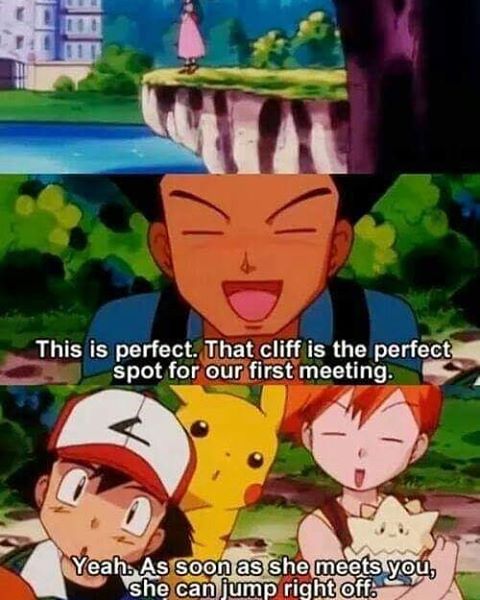 This is perfect. That cliff is the perfect
spot for our first meeting.
Yeah. As soon as she meets you,
she can jump right off.